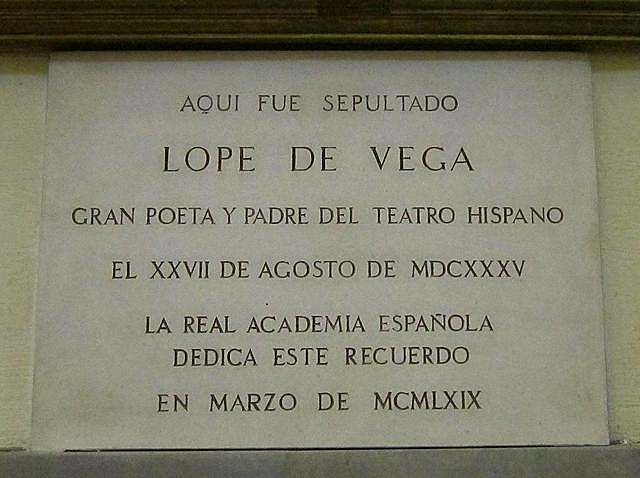 AQUI FUE SEPULTADO
LOPE DE VEGA
GRAN POETA Y PADRE DEL TEATRO HISPANO
EL XXVII DE AGOSTO DE MDCXXXV
LA REAL ACADEMIA ESPAÑOLA
DEDICA ESTE RECUERDO
EN MARZO DE MCMLXIX